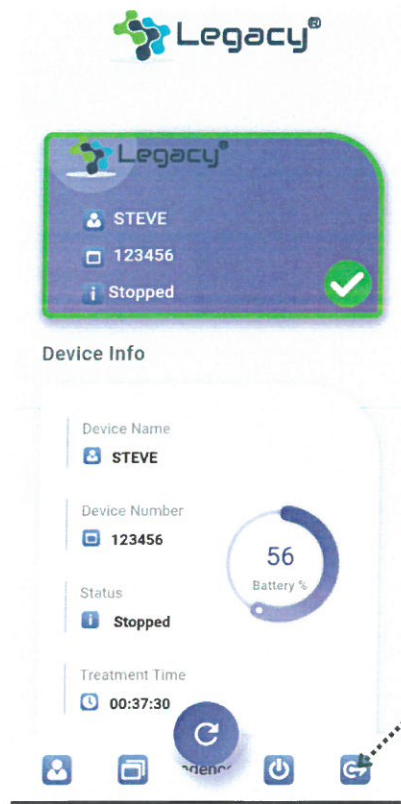 Legacy®
Legacy®
STEVE
123456
Stopped
Device Info
Device Name
STEVE
Device Number
123456
Status
Stopped
Treatment Time
00:37:30
56
Battery %